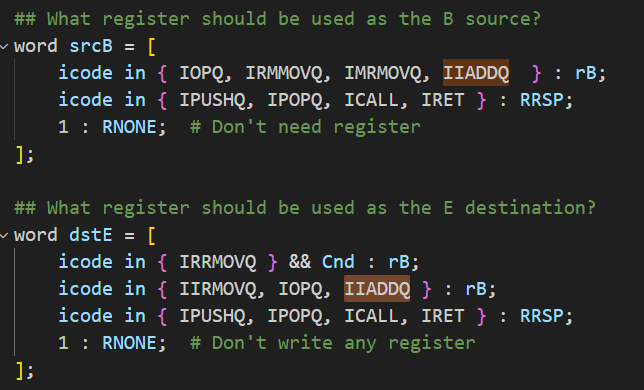 ## What register should be used as the B source?
word srcB = [
    icode in { IOPQ, IRMMOVQ, IMRMOVQ, IIADDQ  } : rB;
    icode in { IPUSHQ, IPOPQ, ICALL, IRET } : RRSP;
    1 : RNONE;  # Don't need register
];

## What register should be used as the E destination?
word dstE = [
    icode in { IRRMOVQ } && Cnd : rB;
    icode in { IIRMOVQ, IOPQ, IIADDQ } : rB;
    icode in { IPUSHQ, IPOPQ, ICALL, IRET } : RRSP;
    1 : RNONE;  # Don't write any register
];